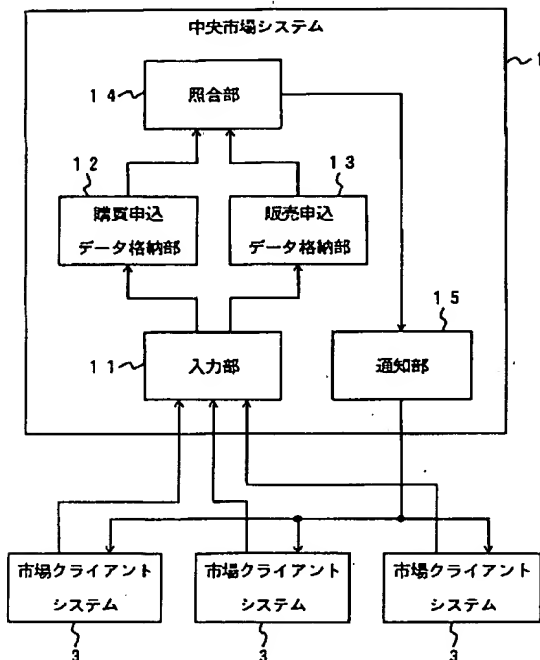 中央市場システム
1
14
照合部
12
13
購買申込
データ格納部
販売申込
データ格納部
15
11
入力部
通知部
市場クライアント
システム
市場クライアント
システム
市場クライアント
システム
3
3
3